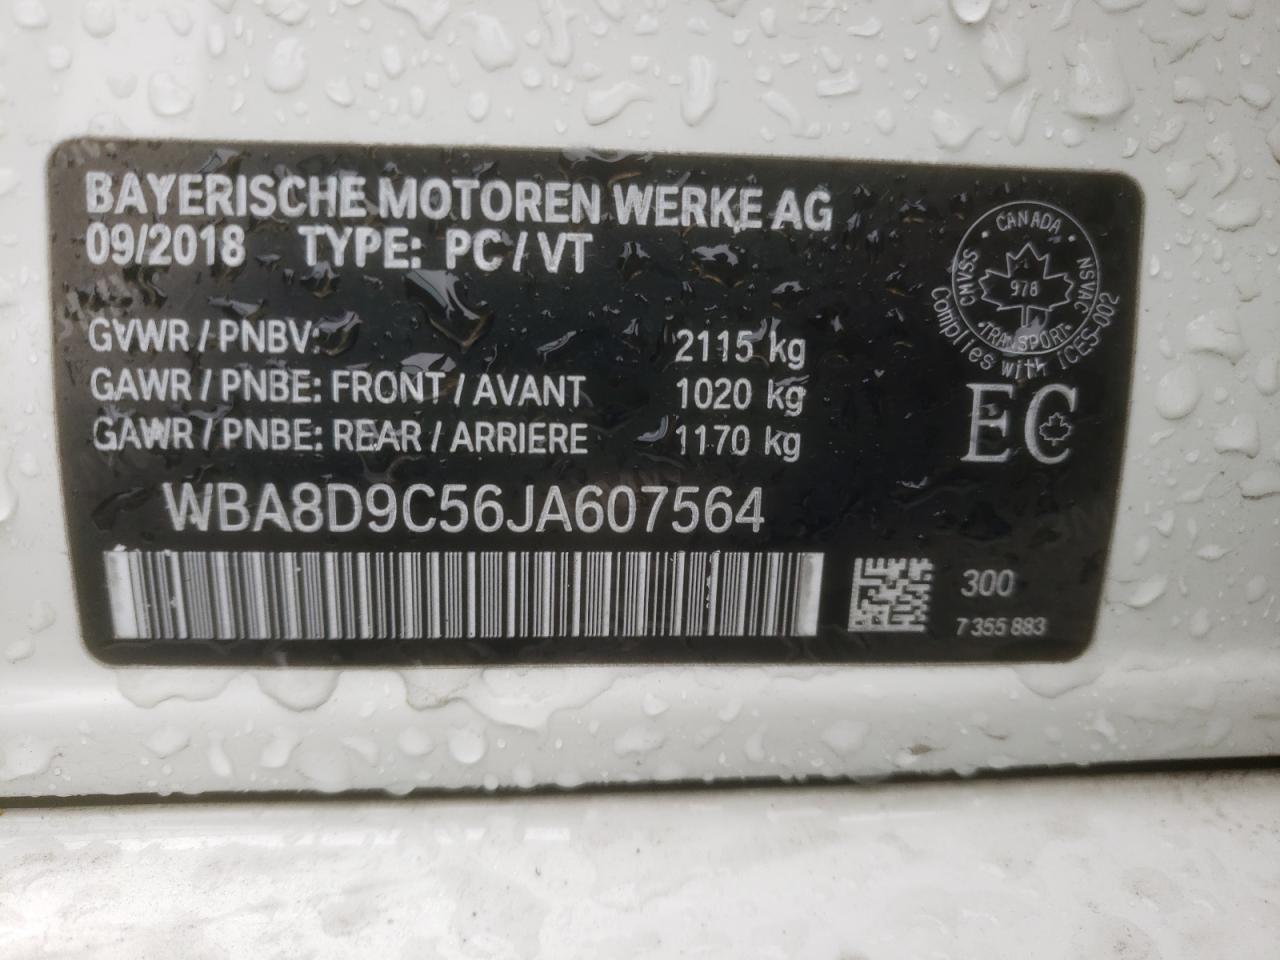 BAYERISCHE MOTOREN WERKE AG
09/2018 TYPE: PC/VT
GVWR / PNBV: 2115 kg
GAWR / PNBE: FRONT / AVANT 1020 kg
GAWR / PNBE: REAR / ARRIERE 1170 kg
WBA8D9C56JA607564
300
7 355 883
CANADA
CMVSS
NSVAC
978
TRANSPORT
Complies with ICES-002
EC